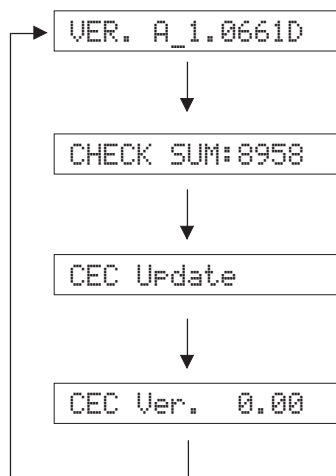 VER. A_1.0661D
CHECK SUM:8958
CEC Update
CEC Ver. 0.00